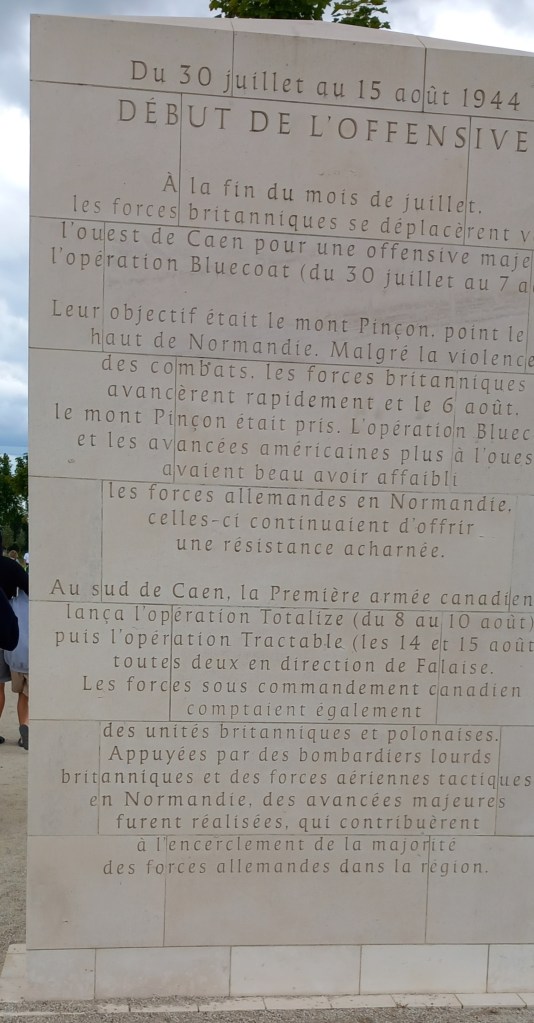 Du 30 juillet au 15 août 1944
DÉBUT DE L'OFFENSIVE
À la fin du mois de juillet,
les forces britanniques se déplacèrent v
l'ouest de Caen pour une offensive maje
l'opération Bluecoat (du 30 juillet au 7 a
Leur objectif était le mont Pinçon, point le
haut de Normandie. Malgré la violence
des combats, les forces britanniques
avancèrent rapidement et le 6 août,
le mont Pinçon était pris. L'opération Bluec
et les avancées américaines plus à l'oues
avaient beau avoir affaibli
les forces allemandes en Normandie,
celles-ci continuaient d'offrir
une résistance acharnée.
Au sud de Caen, la Première armée canadien
lança l'opération Totalize (du 8 au 10 août)
puis l'opération Tractable (les 14 et 15 août
toutes deux en direction de Falaise.
Les forces sous commandement canadien
comptaient également
des unités britanniques et polonaises.
Appuyées par des bombardiers lourds
britanniques et des forces aériennes tactiques
en Normandie, des avancées majeures
furent réalisées, qui contribuèrent
à l'encerclement de la majorité
des forces allemandes dans la région.